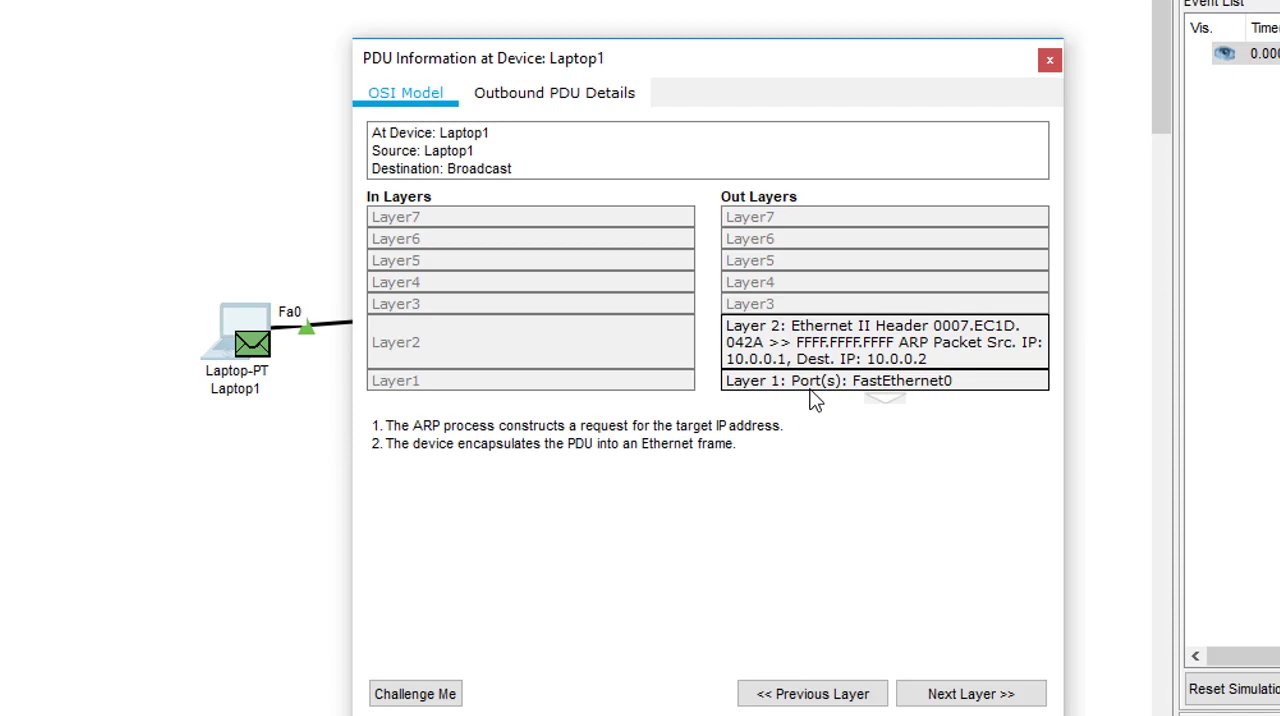 Event List
Vis.
Time
0.000
PDU Information at Device: Laptop1
x
OSI Model
Outbound PDU Details
At Device: Laptop1
Source: Laptop1
Destination: Broadcast
In Layers
Layer7
Layer6
Layer5
Layer4
Layer3
Layer2
Layer1
Out Layers
Layer7
Layer6
Layer5
Layer4
Layer3
Layer 2: Ethernet II Header 0007.EC1D.
042A >> FFFF.FFFF.FFFF ARP Packet Src. IP:
10.0.0.1, Dest. IP: 10.0.0.2
Layer 1: Port(s): FastEthernet0
Fa0
Laptop-PT
Laptop1
1. The ARP process constructs a request for the target IP address.
2. The device encapsulates the PDU into an Ethernet frame.
Challenge Me
<< Previous Layer
Next Layer >>
Reset Simulatio